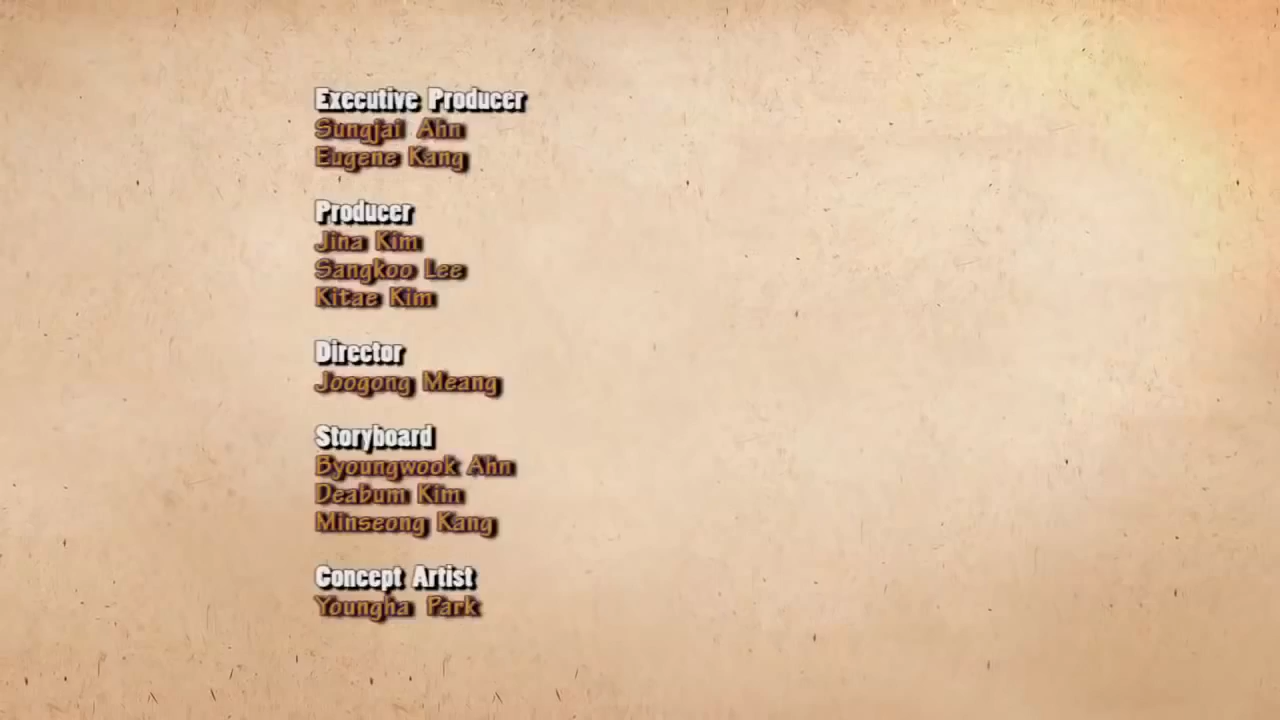 Executive Producer
Sungjai Ahn
Eugene Kang
Producer
Jina Kim
Sangkoo Lee
Kitae Kim
Director
Joogong Meang
Storyboard
Byoungwook Ahn
Deabum Kim
Minseong Kang
Concept Artist
Youngha Park